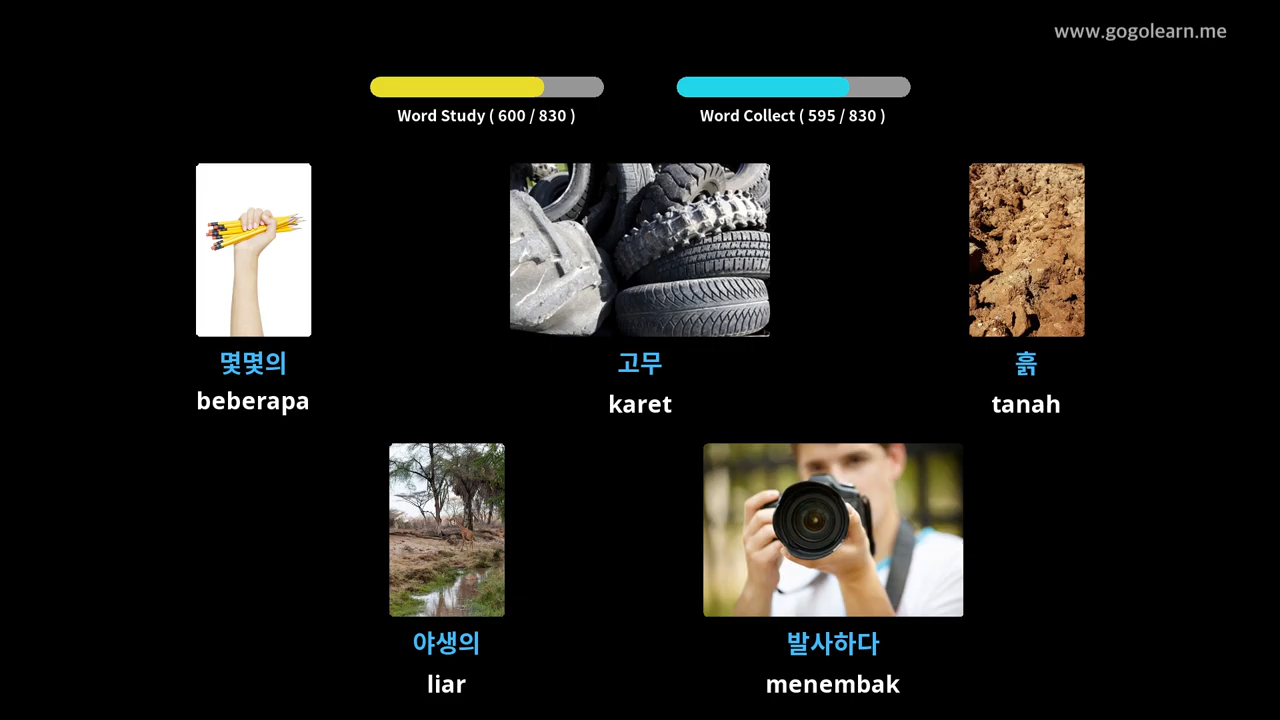 www.gogolearn.me
Word Study ( 600 / 830 )
Word Collect ( 595 / 830 )
몇몇의
beberapa
고무
karet
흙
tanah
야생의
liar
발사하다
menembak